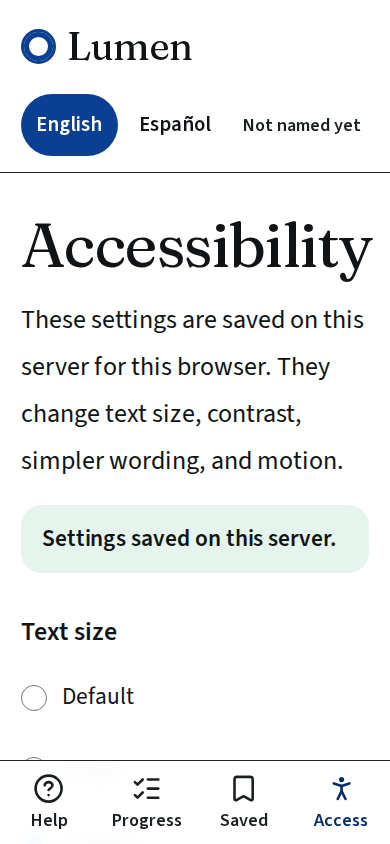 Lumen
English Español Not named yet
Accessibility
These settings are saved on this
server for this browser. They
change text size, contrast,
simpler wording, and motion.
Settings saved on this server.
Text size
Default
Help Progress Saved Access